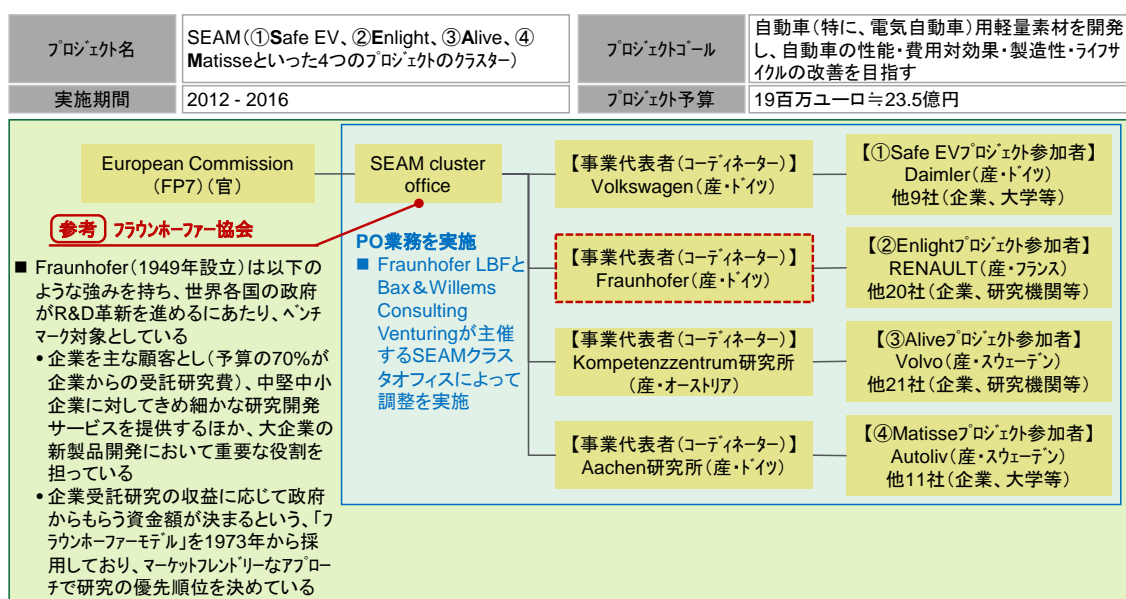 プロジェクト名
SEAM(①Safe EV、②Enlight、③Alive、④
Matisseといった4つのプロジェクトのクラスター)
プロジェクトゴール
自動車(特に、電気自動車)用軽量素材を開発
し、自動車の性能・費用対効果・製造性・ライフサ
イクルの改善を目指す
実施期間
2012 - 2016
プロジェクト予算
19百万ユーロ≒23.5億円
European Commission
(FP7)(官)
SEAM cluster
office
【事業代表者(コーディネーター)】
Volkswagen(産・ドイツ)
【①Safe EVプロジェクト参加者】
Daimler(産・ドイツ)
他9社(企業、大学等)
参考 フラウンホーファー協会
■ Fraunhofer(1949年設立)は以下の
ような強みを持ち、世界各国の政府
がR&D革新を進めるにあたり、ベンチ
マーク対象としている
• 企業を主な顧客とし(予算の70%が
企業からの受託研究費)、中堅中小
企業に対してきめ細かな研究開発
サービスを提供するほか、大企業の
新製品開発において重要な役割を
担っている
• 企業受託研究の収益に応じて政府
からもらう資金額が決まるという、「フ
ラウンホーファーモデル」を1973年から採
用しており、マーケットフレンドリーなアプロー
チで研究の優先順位を決めている
PO業務を実施
■ Fraunhofer LBFと
Bax&Willems
Consulting
Venturingが主催
するSEAMクラス
タオフィスによって
調整を実施
【事業代表者(コーディネーター)】
Fraunhofer(産・ドイツ)
【②Enlightプロジェクト参加者】
RENAULT(産・フランス)
他20社(企業、研究機関等)
【事業代表者(コーディネーター)】
Kompetenzzentrum研究所
(産・オーストリア)
【③Aliveプロジェクト参加者】
Volvo(産・スウェーデン)
他21社(企業、研究機関等)
【事業代表者(コーディネーター)】
Aachen研究所(産・ドイツ)
【④Matisseプロジェクト参加者】
Autoliv(産・スウェーデン)
他11社(企業、大学等)